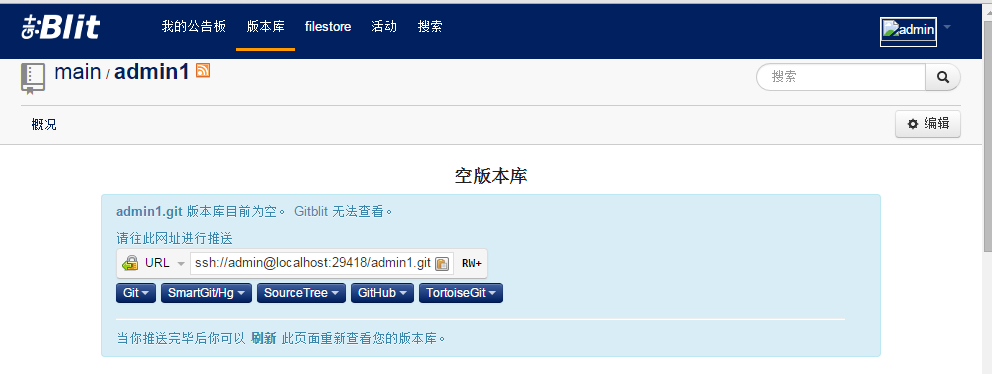 git:Blit 我的公告板 版本库 filestore 活动 搜索 admin
main / admin1 搜索
概况 编辑
空版本库
admin1.git 版本库目前为空。 Gitblit 无法查看。
请往此网址进行推送
URL ssh://admin@localhost:29418/admin1.git RW+
Git SmartGit/Hg SourceTree GitHub TortoiseGit
当你推送完毕后你可以 刷新 此页面重新查看您的版本库。